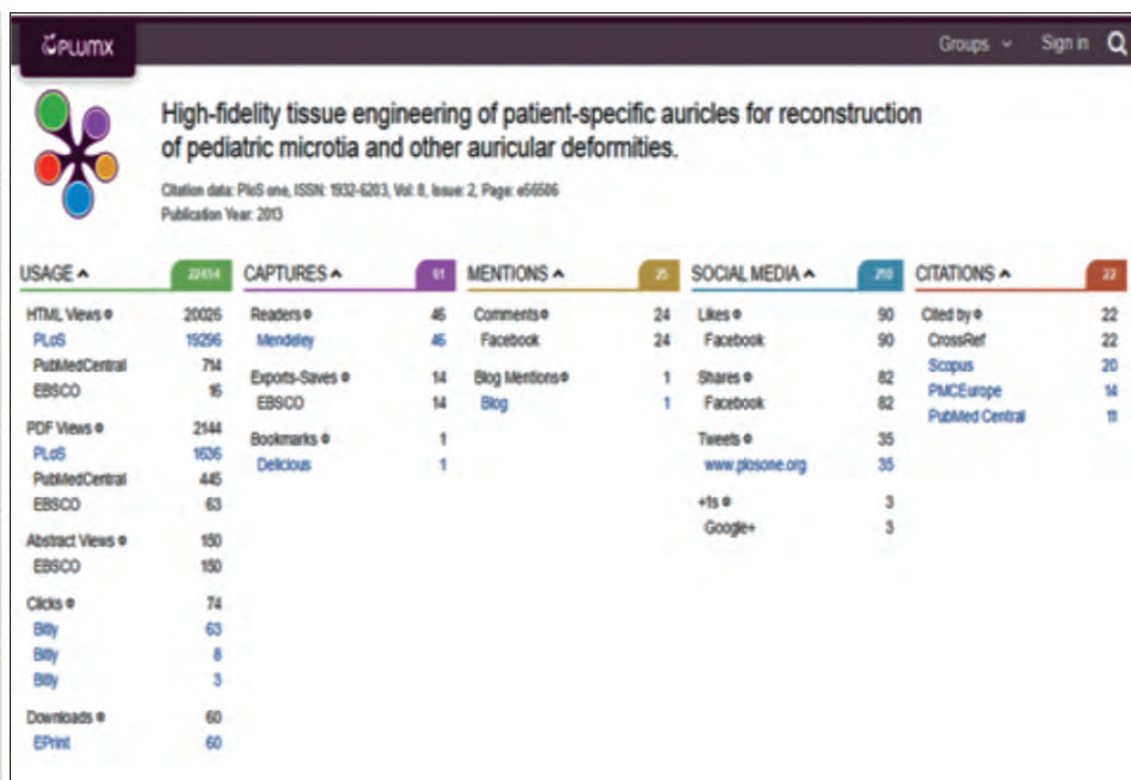 PLUMX
Groups
Sign in
High-fidelity tissue engineering of patient-specific auricles for reconstruction
of pediatric microtia and other auricular deformities.
Citation data: PloS one, ISSN: 1932-6203, Vol: 8, Issue: 2, Page: e56506
Publication Year: 2013
USAGE 22454
HTML Views 20026
PLoS 19296
PubMedCentral 714
EBSCO 16
PDF Views 2144
PLoS 1636
PubMedCentral 445
EBSCO 63
Abstract Views 150
EBSCO 150
Clicks 74
Bitly 63
Bitly 8
Bitly 3
Downloads 60
EPrint 60
CAPTURES 61
Readers 46
Mendeley 46
Exports-Saves 14
EBSCO 14
Bookmarks 1
Delicious 1
MENTIONS 25
Comments 24
Facebook 24
Blog Mentions 1
Blog 1
SOCIAL MEDIA 210
Likes 90
Facebook 90
Shares 82
Facebook 82
Tweets 35
www.plosone.org 35
+1s 3
Google+ 3
CITATIONS 22
Cited by 22
CrossRef 22
Scopus 20
PMCEurope 14
PubMed Central 11